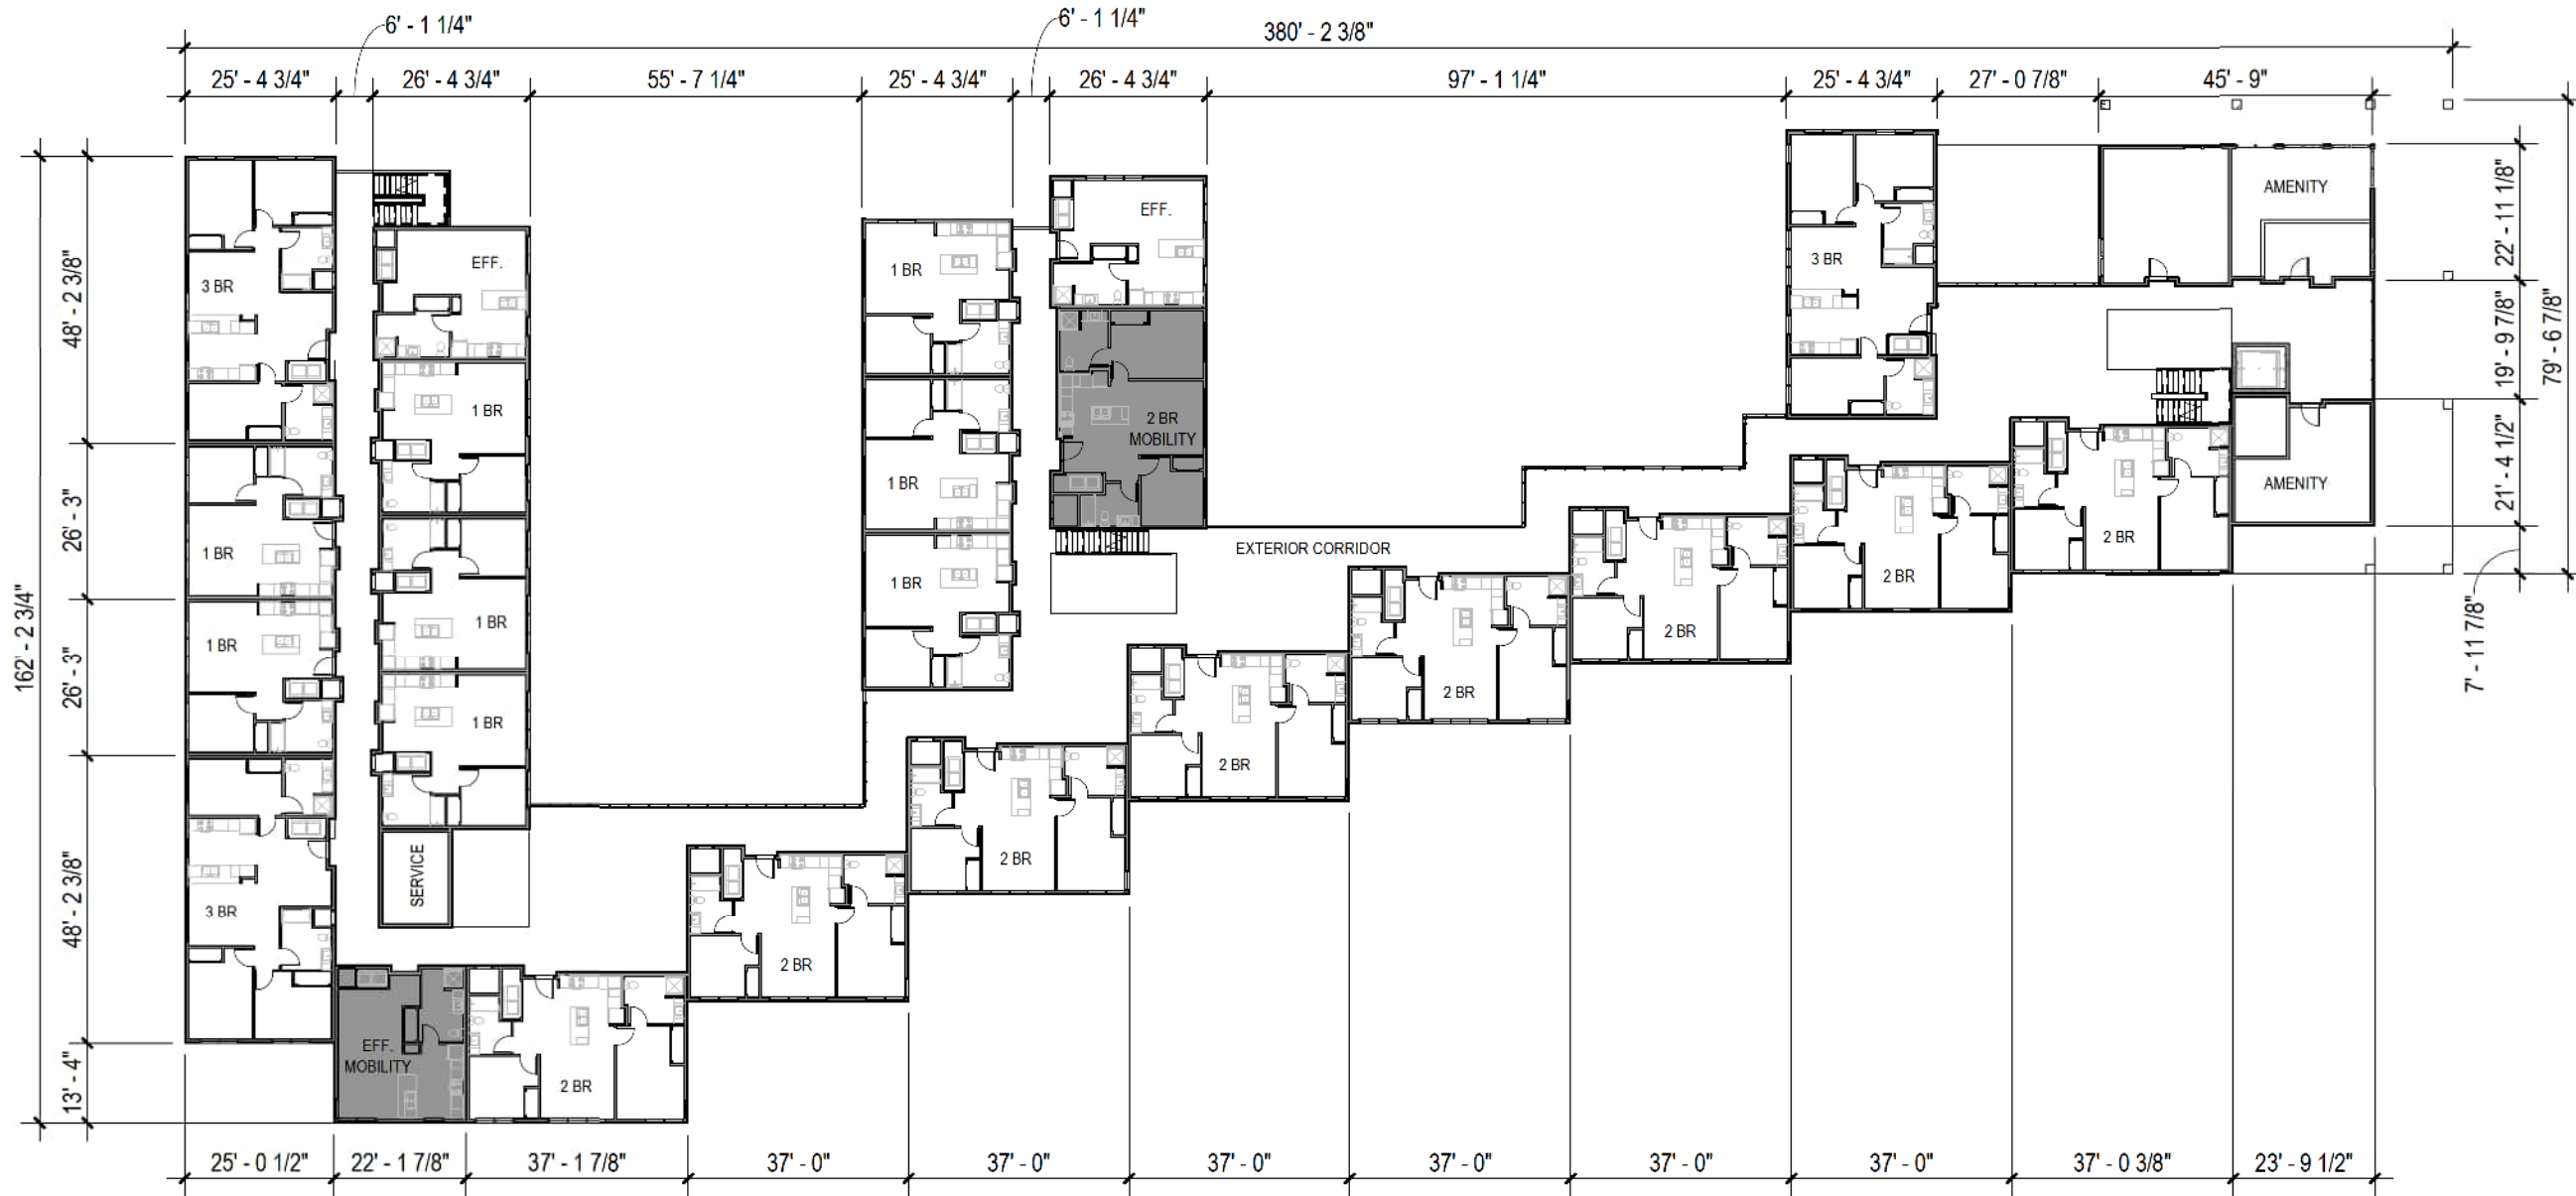 6' - 1 1/4"
6' - 1 1/4"
380' - 2 3/8"
25' - 4 3/4"
26' - 4 3/4"
55' - 7 1/4"
25' - 4 3/4"
26' - 4 3/4"
97' - 1 1/4"
25' - 4 3/4"
27' - 0 7/8"
45' - 9"
162' - 2 3/4"
48' - 2 3/8"
26' - 3"
26' - 3"
48' - 2 3/8"
13' - 4"
3 BR
1 BR
1 BR
3 BR
EFF.
1 BR
1 BR
1 BR
SERVICE
EFF.
MOBILITY
1 BR
1 BR
1 BR
EFF.
2 BR
MOBILITY
EXTERIOR CORRIDOR
3 BR
AMENITY
AMENITY
2 BR
2 BR
2 BR
2 BR
2 BR
2 BR
2 BR
2 BR
22' - 11 1/8"
19' - 9 7/8"
21' - 4 1/2"
79' - 6 7/8"
7' - 11 7/8"
25' - 0 1/2"
22' - 1 7/8"
37' - 1 7/8"
37' - 0"
37' - 0"
37' - 0"
37' - 0"
37' - 0"
37' - 0"
37' - 0 3/8"
23' - 9 1/2"